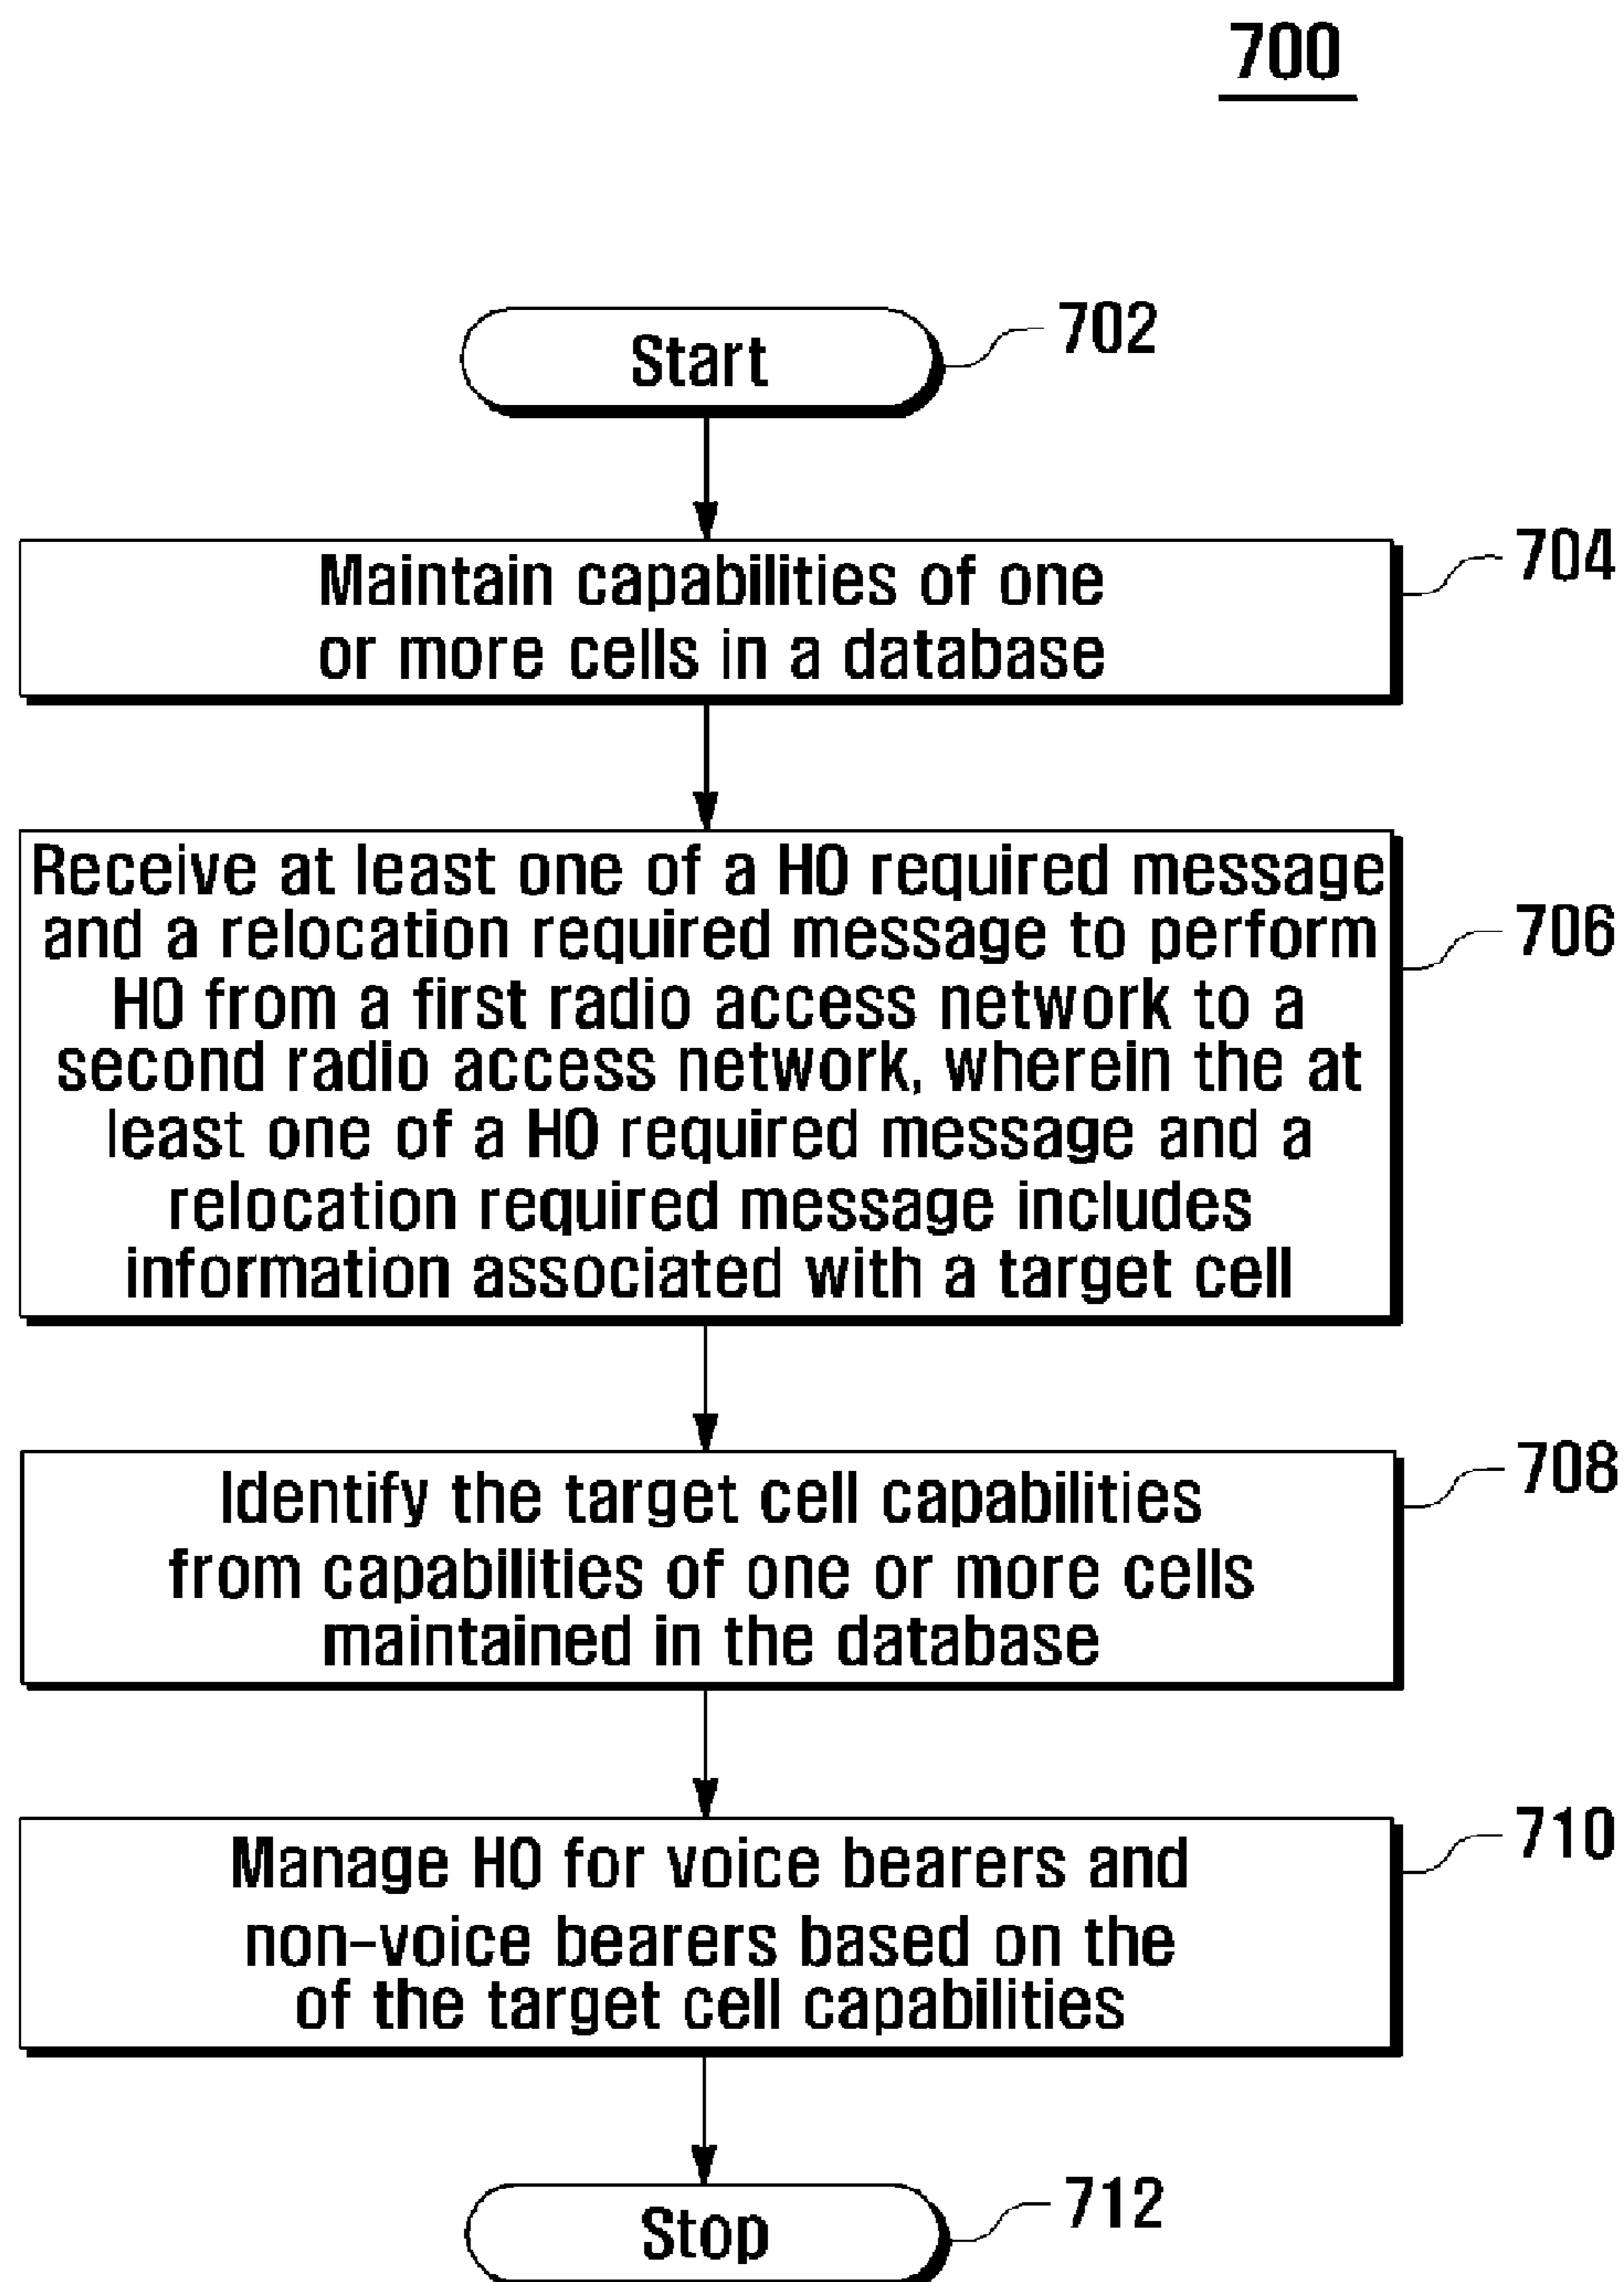 700
Start
702
Maintain capabilities of one
or more cells in a database
704
Receive at least one of a HO required message
and a relocation required message to perform
HO from a first radio access network to a
second radio access network, wherein the at
least one of a HO required message and a
relocation required message includes
information associated with a target cell
706
Identify the target cell capabilities
from capabilities of one or more cells
maintained in the database
708
Manage HO for voice bearers and
non-voice bearers based on the
of the target cell capabilities
710
Stop
712